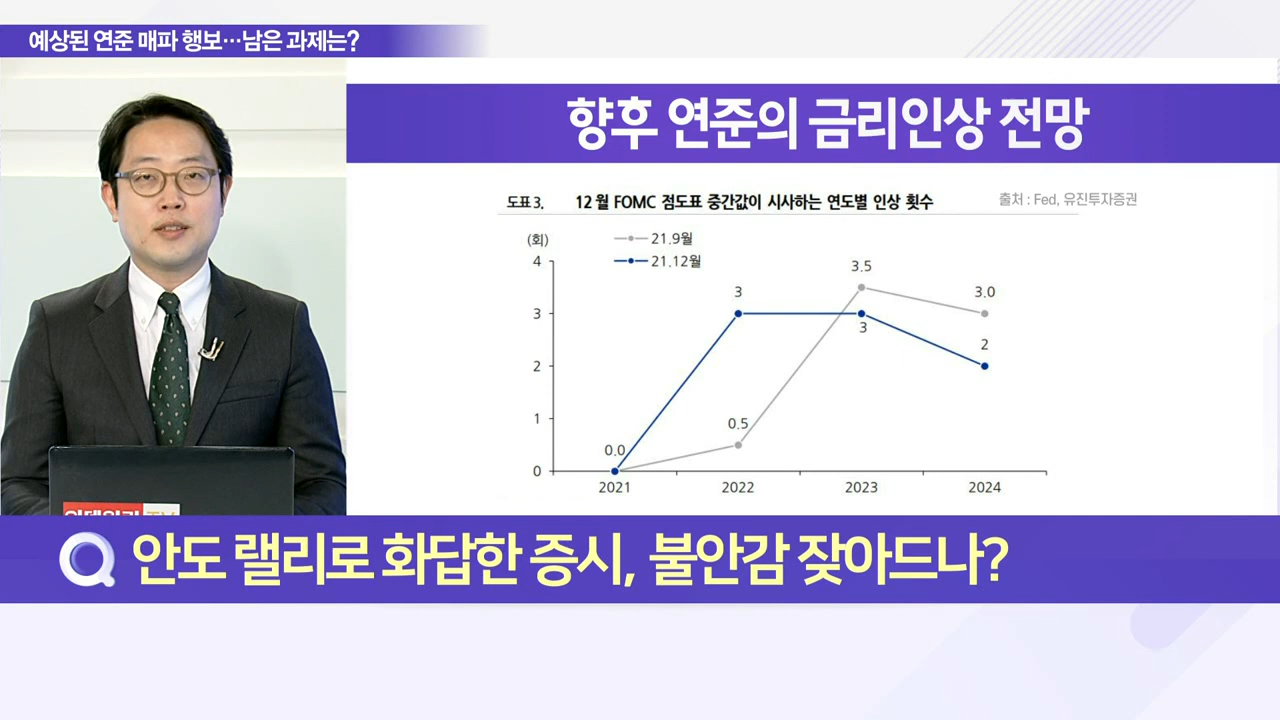 예상된 연준 매파 행보…남은 과제는?
향후 연준의 금리인상 전망
도표 3. 12월 FOMC 점도표 중간값이 시사하는 연도별 인상 횟수
출처 : Fed, 유진투자증권
(회)
21.9월
21.12월
4
3
2
1
0
0.0
0.5
3
3.5
3
3.0
2
2021 2022 2023 2024
안도 랠리로 화답한 증시, 불안감 잦아드나?